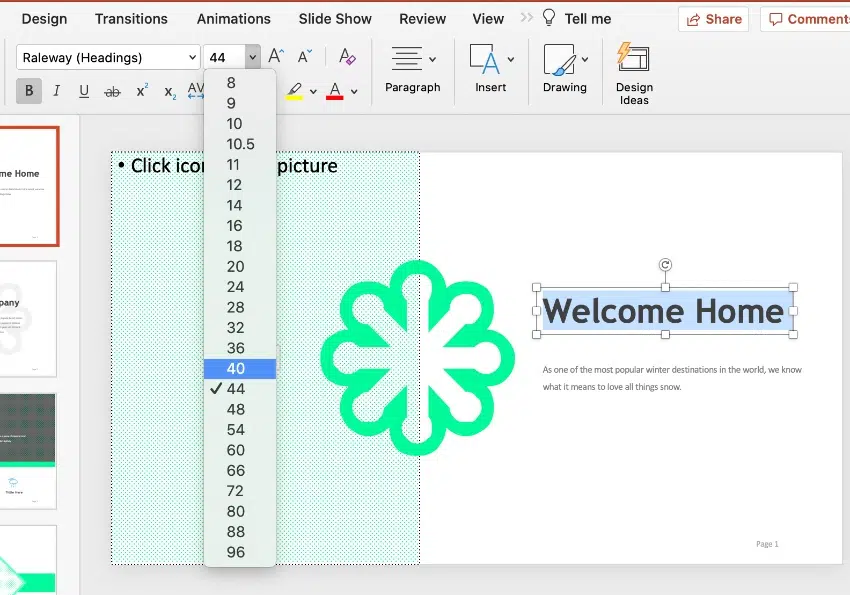 Design Transitions Animations Slide Show Review View >> Tell me Share Comments
Raleway (Headings) 44 A A A Paragraph Insert Drawing Design Ideas
B I U ab x2 x2 AV A
8
9
10
10.5
11
12
14
16
18
20
24
28
32
36
40
✓ 44
48
54
60
66
72
80
88
96
me Home
pany
• Click icon picture
Welcome Home
As one of the most popular winter destinations in the world, we know
what it means to love all things snow.
Page 1